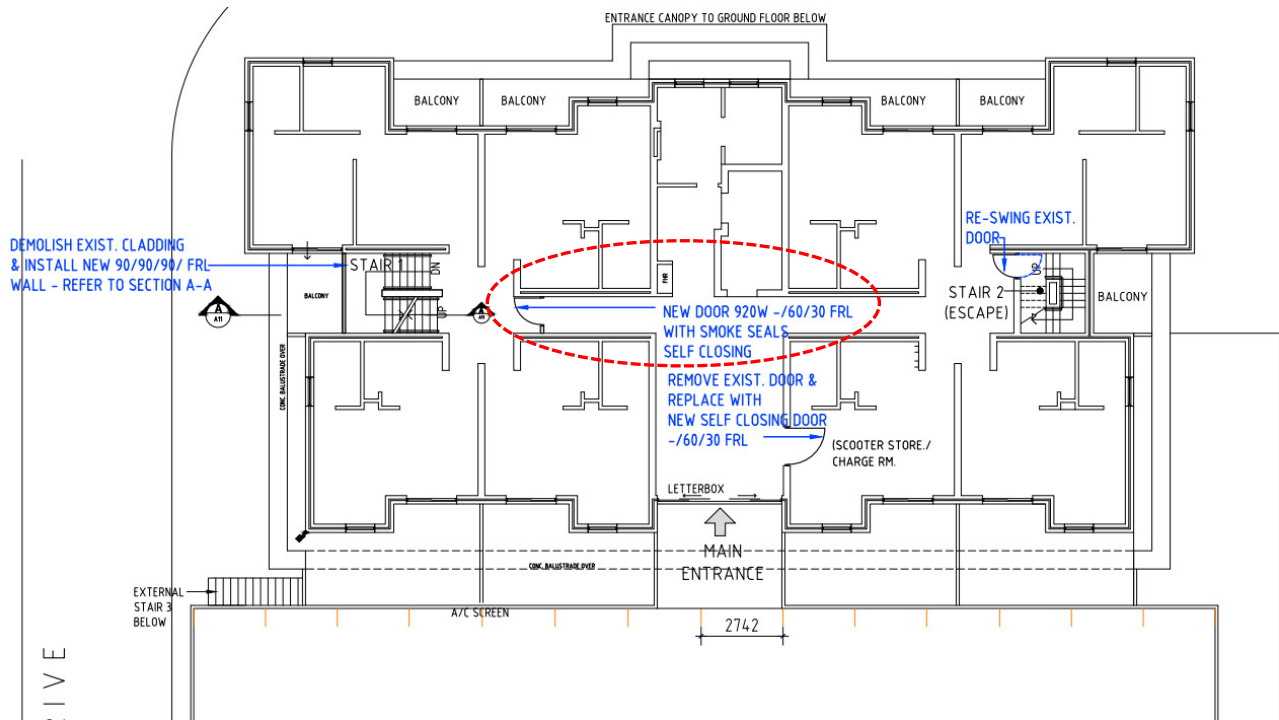 ENTRANCE CANOPY TO GROUND FLOOR BELOW
BALCONY
BALCONY
BALCONY
BALCONY
DEMOLISH EXIST. CLADDING
& INSTALL NEW 90/90/90/ FRL
WALL - REFER TO SECTION A-A
STAIR 1
DN
UP
BALCONY
A
A11
FHR
NEW DOOR 920W -/60/30 FRL
WITH SMOKE SEALS,
SELF CLOSING
RE-SWING EXIST.
DOOR
UP
STAIR 2
(ESCAPE)
BALCONY
CONC. BALUSTRADE OVER
REMOVE EXIST. DOOR &
REPLACE WITH
NEW SELF CLOSING DOOR
-/60/30 FRL
(SCOOTER STORE./
CHARGE RM.
LETTERBOX
MAIN
ENTRANCE
CONC. BALUSTRADE OVER
EXTERNAL
STAIR 3
BELOW
A/C SCREEN
2742
RIVE